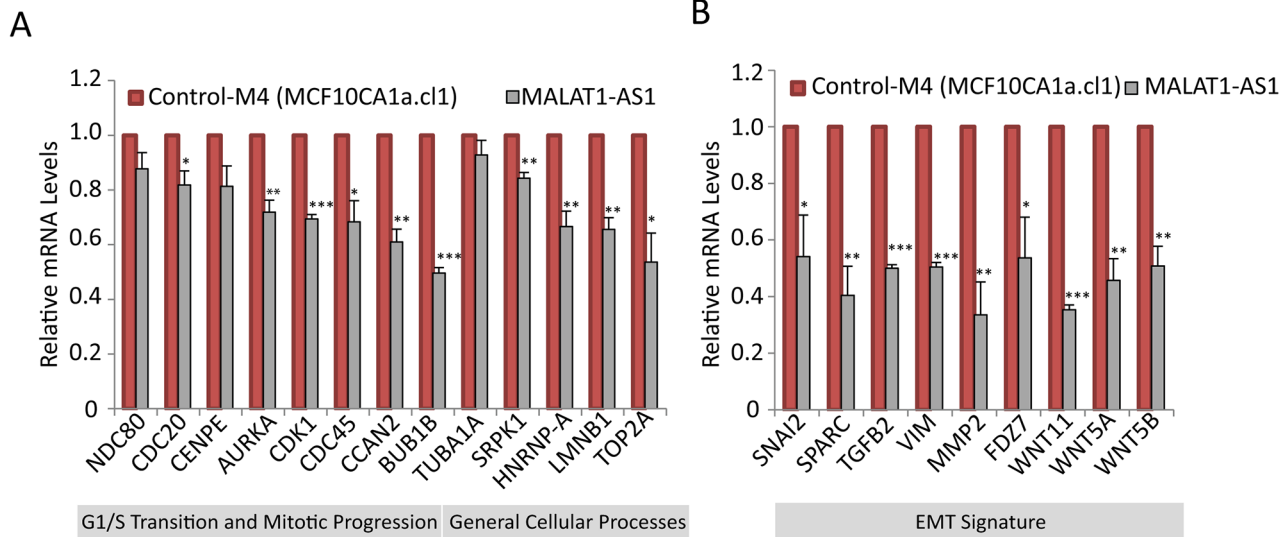 A
B
Control-M4 (MCF10CA1a.cl1) MALAT1-AS1
Control-M4 (MCF10CA1a.cl1) MALAT1-AS1
Relative mRNA Levels
1.2
1.0
0.8
0.6
0.4
0.2
0
* ** *** * ** *** ** ** ** *
NDC80 CDC20 CENPE AURKA CDK1 CDC45 CCAN2 BUB1B TUBA1A SRPK1 HNRNP-A LMNB1 TOP2A
G1/S Transition and Mitotic Progression General Cellular Processes
Relative mRNA Levels
1.2
1.0
0.8
0.6
0.4
0.2
0
* ** *** *** ** * *** ** **
SNAI2 SPARC TGFB2 VIM MMP2 FDZ7 WNT11 WNT5A WNT5B
EMT Signature